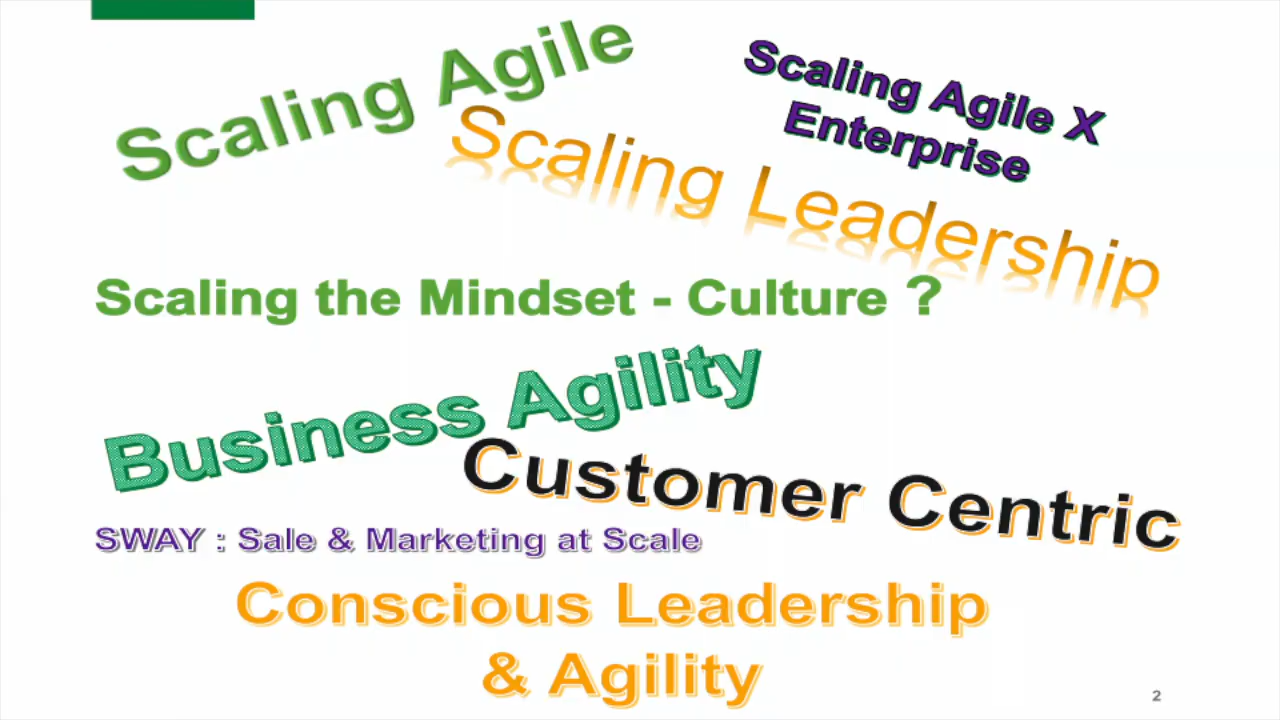 Scaling Agile
Scaling Agile X
Enterprise
Scaling Leadership
Scaling the Mindset - Culture ?
Business Agility
Customer Centric
SWAY : Sale & Marketing at Scale
Conscious Leadership
& Agility
2